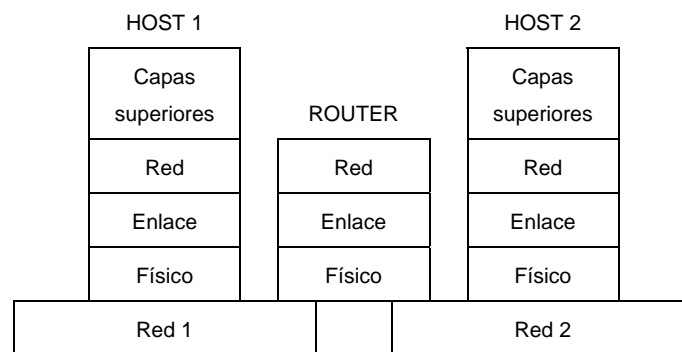 HOST 1
HOST 2
Capas
superiores
ROUTER
Capas
superiores
Red
Red
Red
Enlace
Enlace
Enlace
Físico
Físico
Físico
Red 1
Red 2